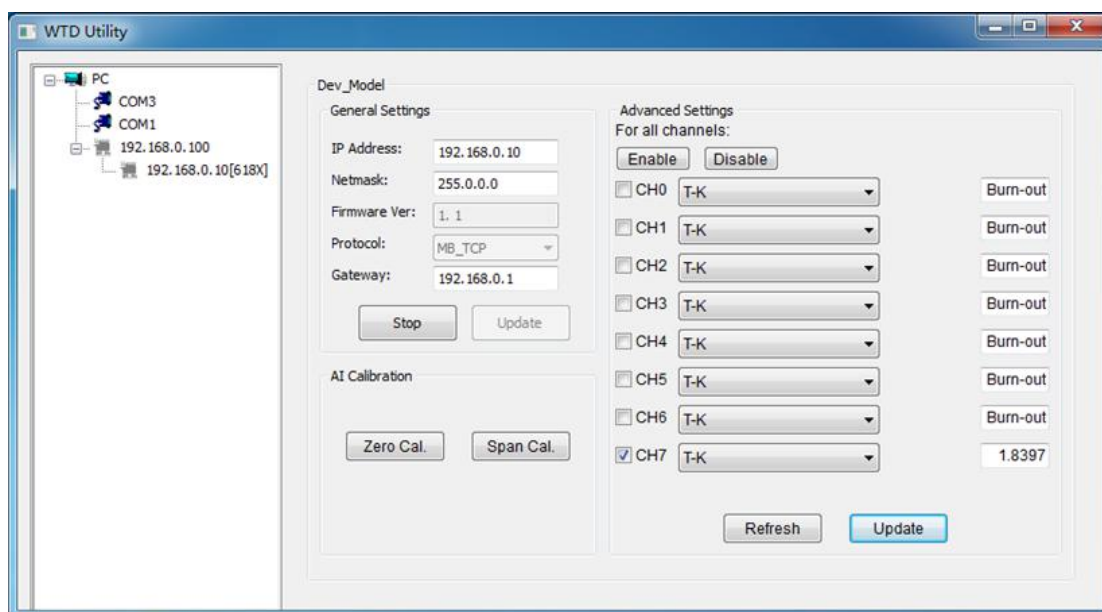 WTD Utility
PC
COM3
COM1
192.168.0.100
192.168.0.10[618X]
Dev_Model
General Settings
IP Address: 192.168.0.10
Netmask: 255.0.0.0
Firmware Ver: 1. 1
Protocol: MB_TCP
Gateway: 192.168.0.1
Stop Update
AI Calibration
Zero Cal. Span Cal.
Advanced Settings
For all channels:
Enable Disable
CH0 T-K Burn-out
CH1 T-K Burn-out
CH2 T-K Burn-out
CH3 T-K Burn-out
CH4 T-K Burn-out
CH5 T-K Burn-out
CH6 T-K Burn-out
CH7 T-K 1.8397
Refresh Update